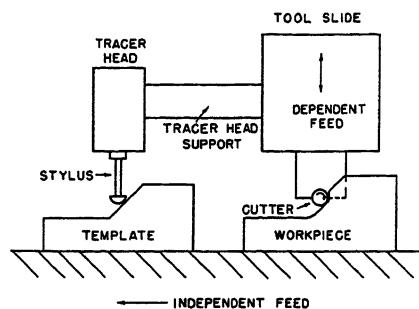 TOOL SLIDE
TRACER
HEAD
DEPENDENT
FEED
TRACER HEAD
SUPPORT
STYLUS
CUTTER
TEMPLATE
WORKPIECE
INDEPENDENT FEED